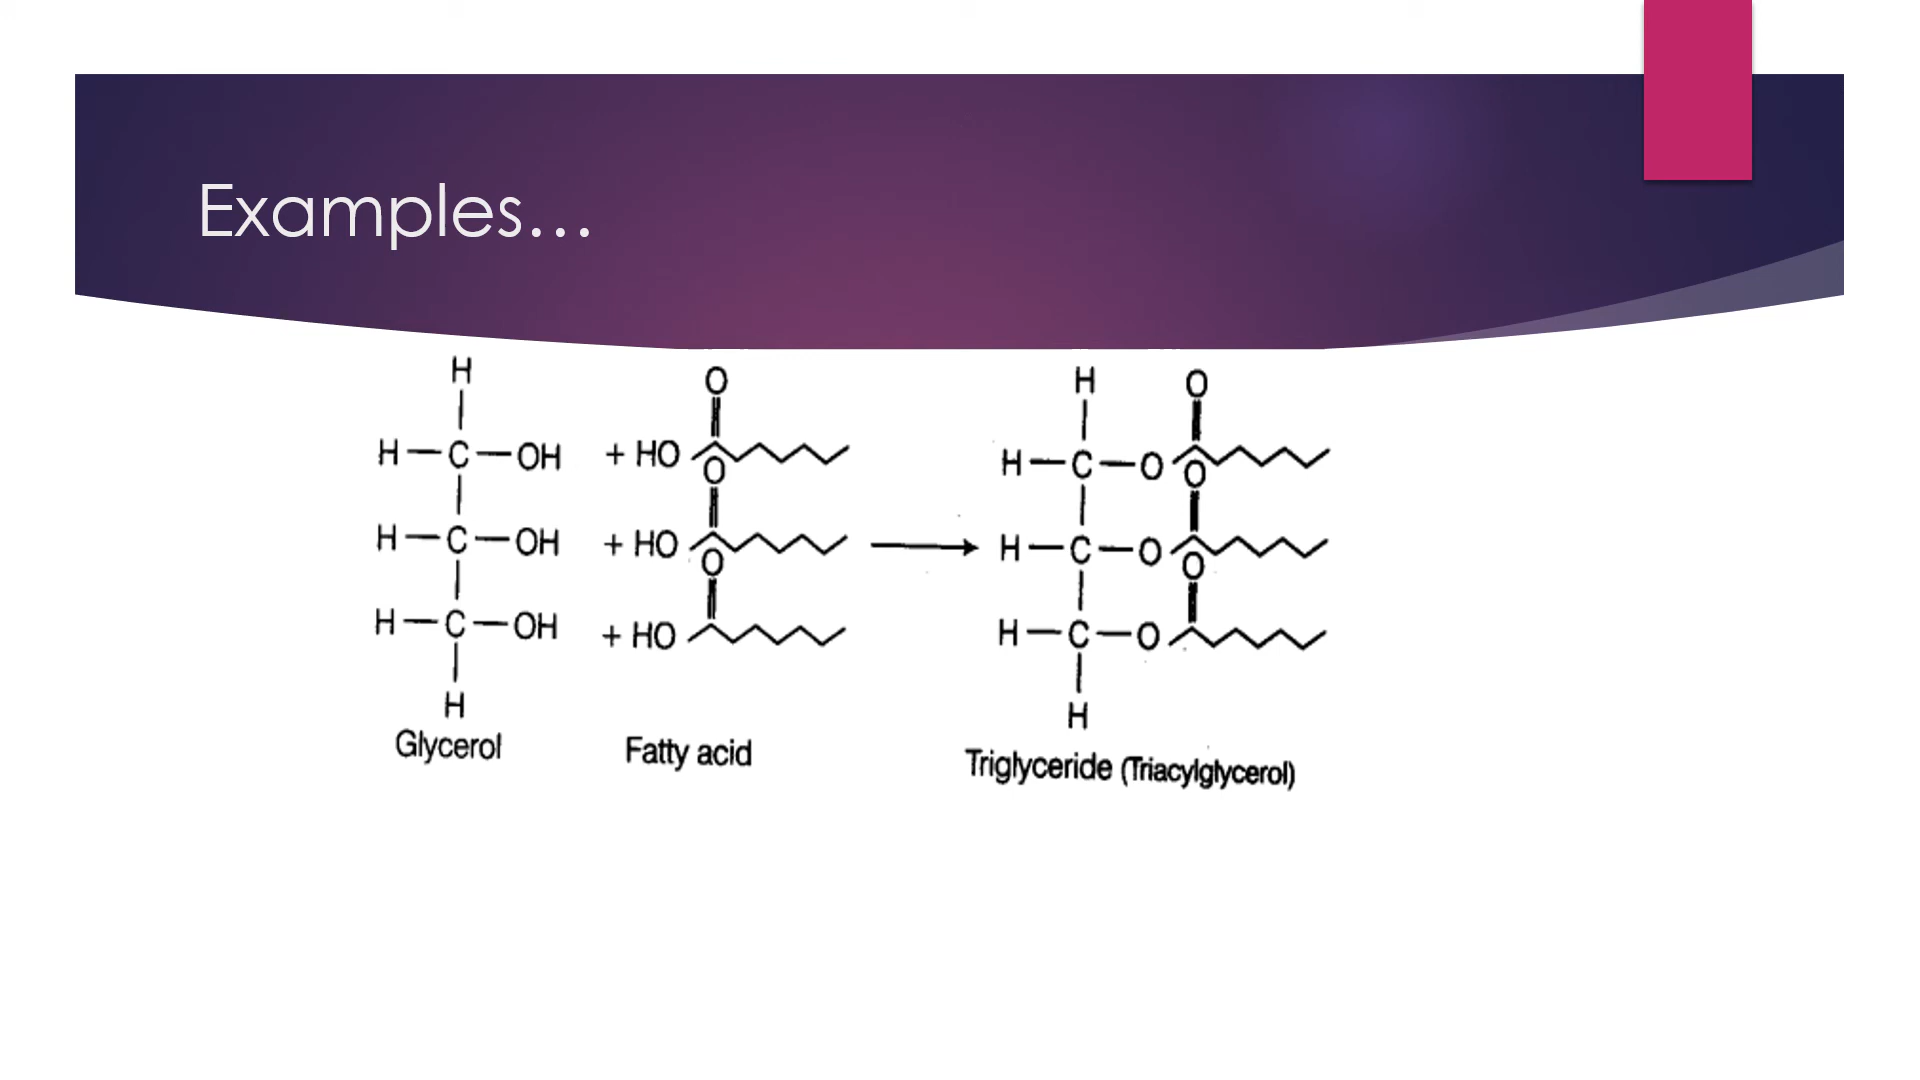 Examples…
H O H O
H—C—OH + HO H—C—O
O O
H—C—OH + HO H—C—O
O O
H—C—OH + HO H—C—O
H H
Glycerol Fatty acid Triglyceride (Triacylglycerol)